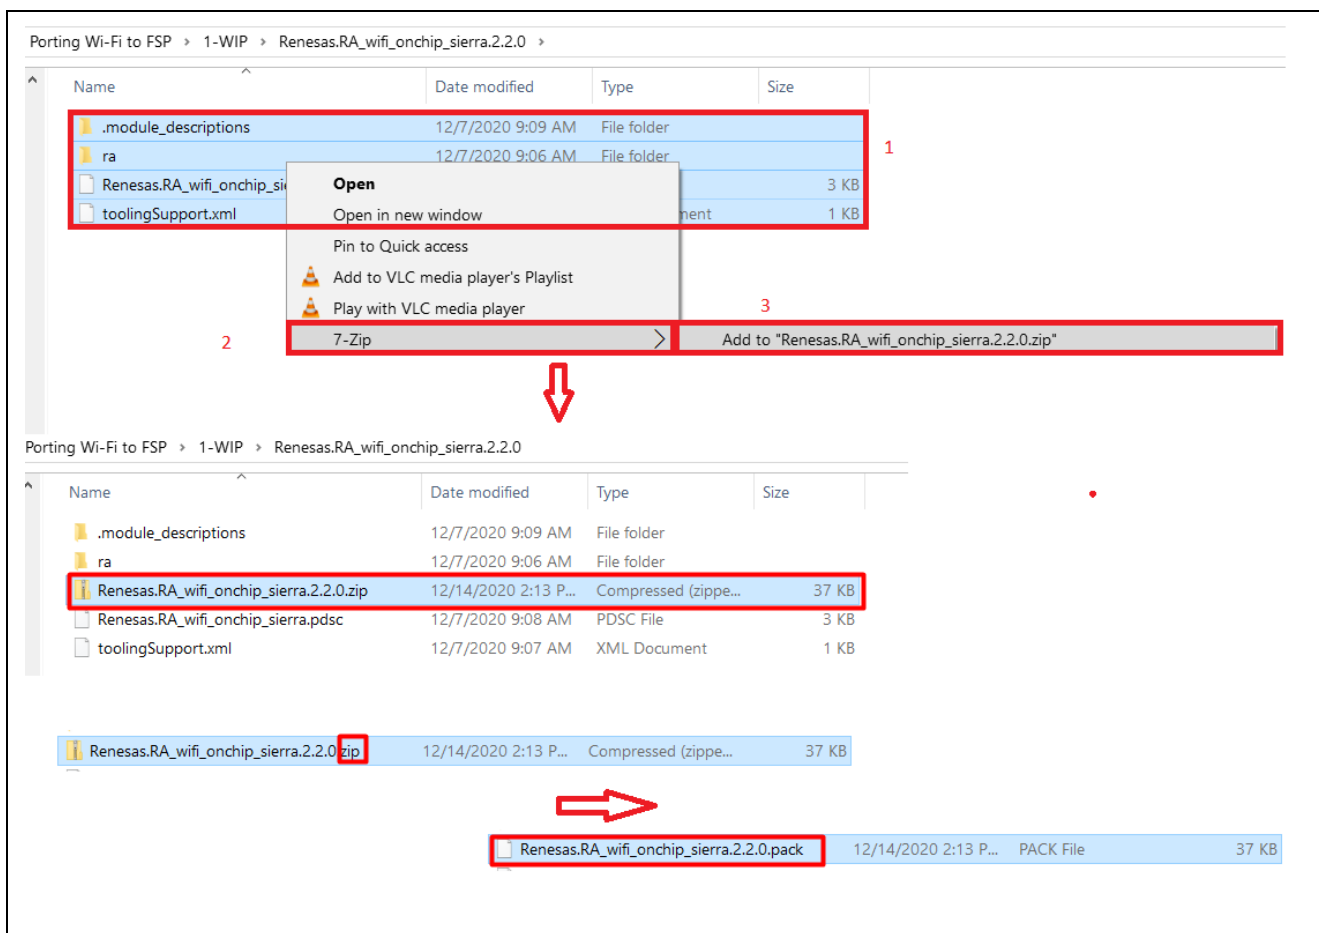 Porting Wi-Fi to FSP › 1-WIP › Renesas.RA_wifi_onchip_sierra.2.2.0 ›
Name Date modified Type Size
.module_descriptions 12/7/2020 9:09 AM File folder
1
ra 12/7/2020 9:06 AM File folder
Renesas.RA_wifi_onchip_si 3 KB
toolingSupport.xml ment 1 KB
Open
Open in new window
Pin to Quick access
Add to VLC media player's Playlist
Play with VLC media player
3
2
7-Zip
Add to "Renesas.RA_wifi_onchip_sierra.2.2.0.zip"
Porting Wi-Fi to FSP › 1-WIP › Renesas.RA_wifi_onchip_sierra.2.2.0
Name Date modified Type Size
.module_descriptions 12/7/2020 9:09 AM File folder
ra 12/7/2020 9:06 AM File folder
Renesas.RA_wifi_onchip_sierra.2.2.0.zip 12/14/2020 2:13 P... Compressed (zippe... 37 KB
Renesas.RA_wifi_onchip_sierra.pdsc 12/7/2020 9:08 AM PDSC File 3 KB
toolingSupport.xml 12/7/2020 9:07 AM XML Document 1 KB
Renesas.RA_wifi_onchip_sierra.2.2.0.zip 12/14/2020 2:13 P... Compressed (zippe... 37 KB
Renesas.RA_wifi_onchip_sierra.2.2.0.pack 12/14/2020 2:13 P... PACK File 37 KB